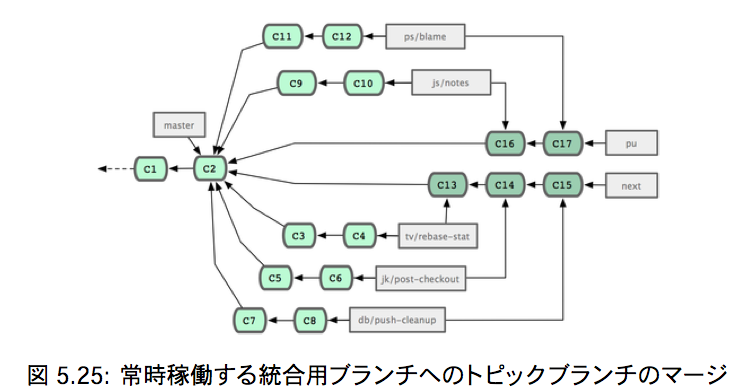 C11 C12 ps/blame
C9 C10 js/notes
master
C16 C17 pu
C1 C2
C13 C14 C15 next
C3 C4 tv/rebase-stat
C5 C6 jk/post-checkout
C7 C8 db/push-cleanup
図 5.25: 常時稼働する統合用ブランチへのトピックブランチのマージ